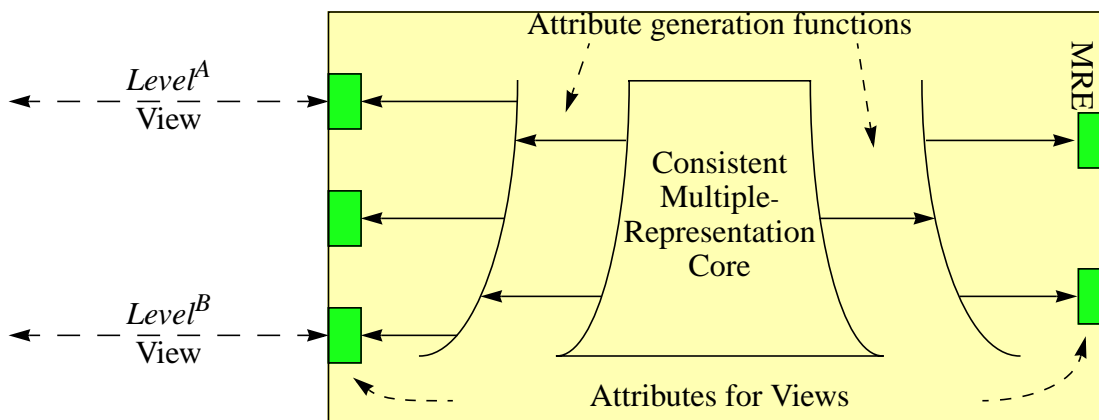 Attribute generation functions
MRE
Level^A
View
Consistent
Multiple-
Representation
Core
Level^B
View
Attributes for Views